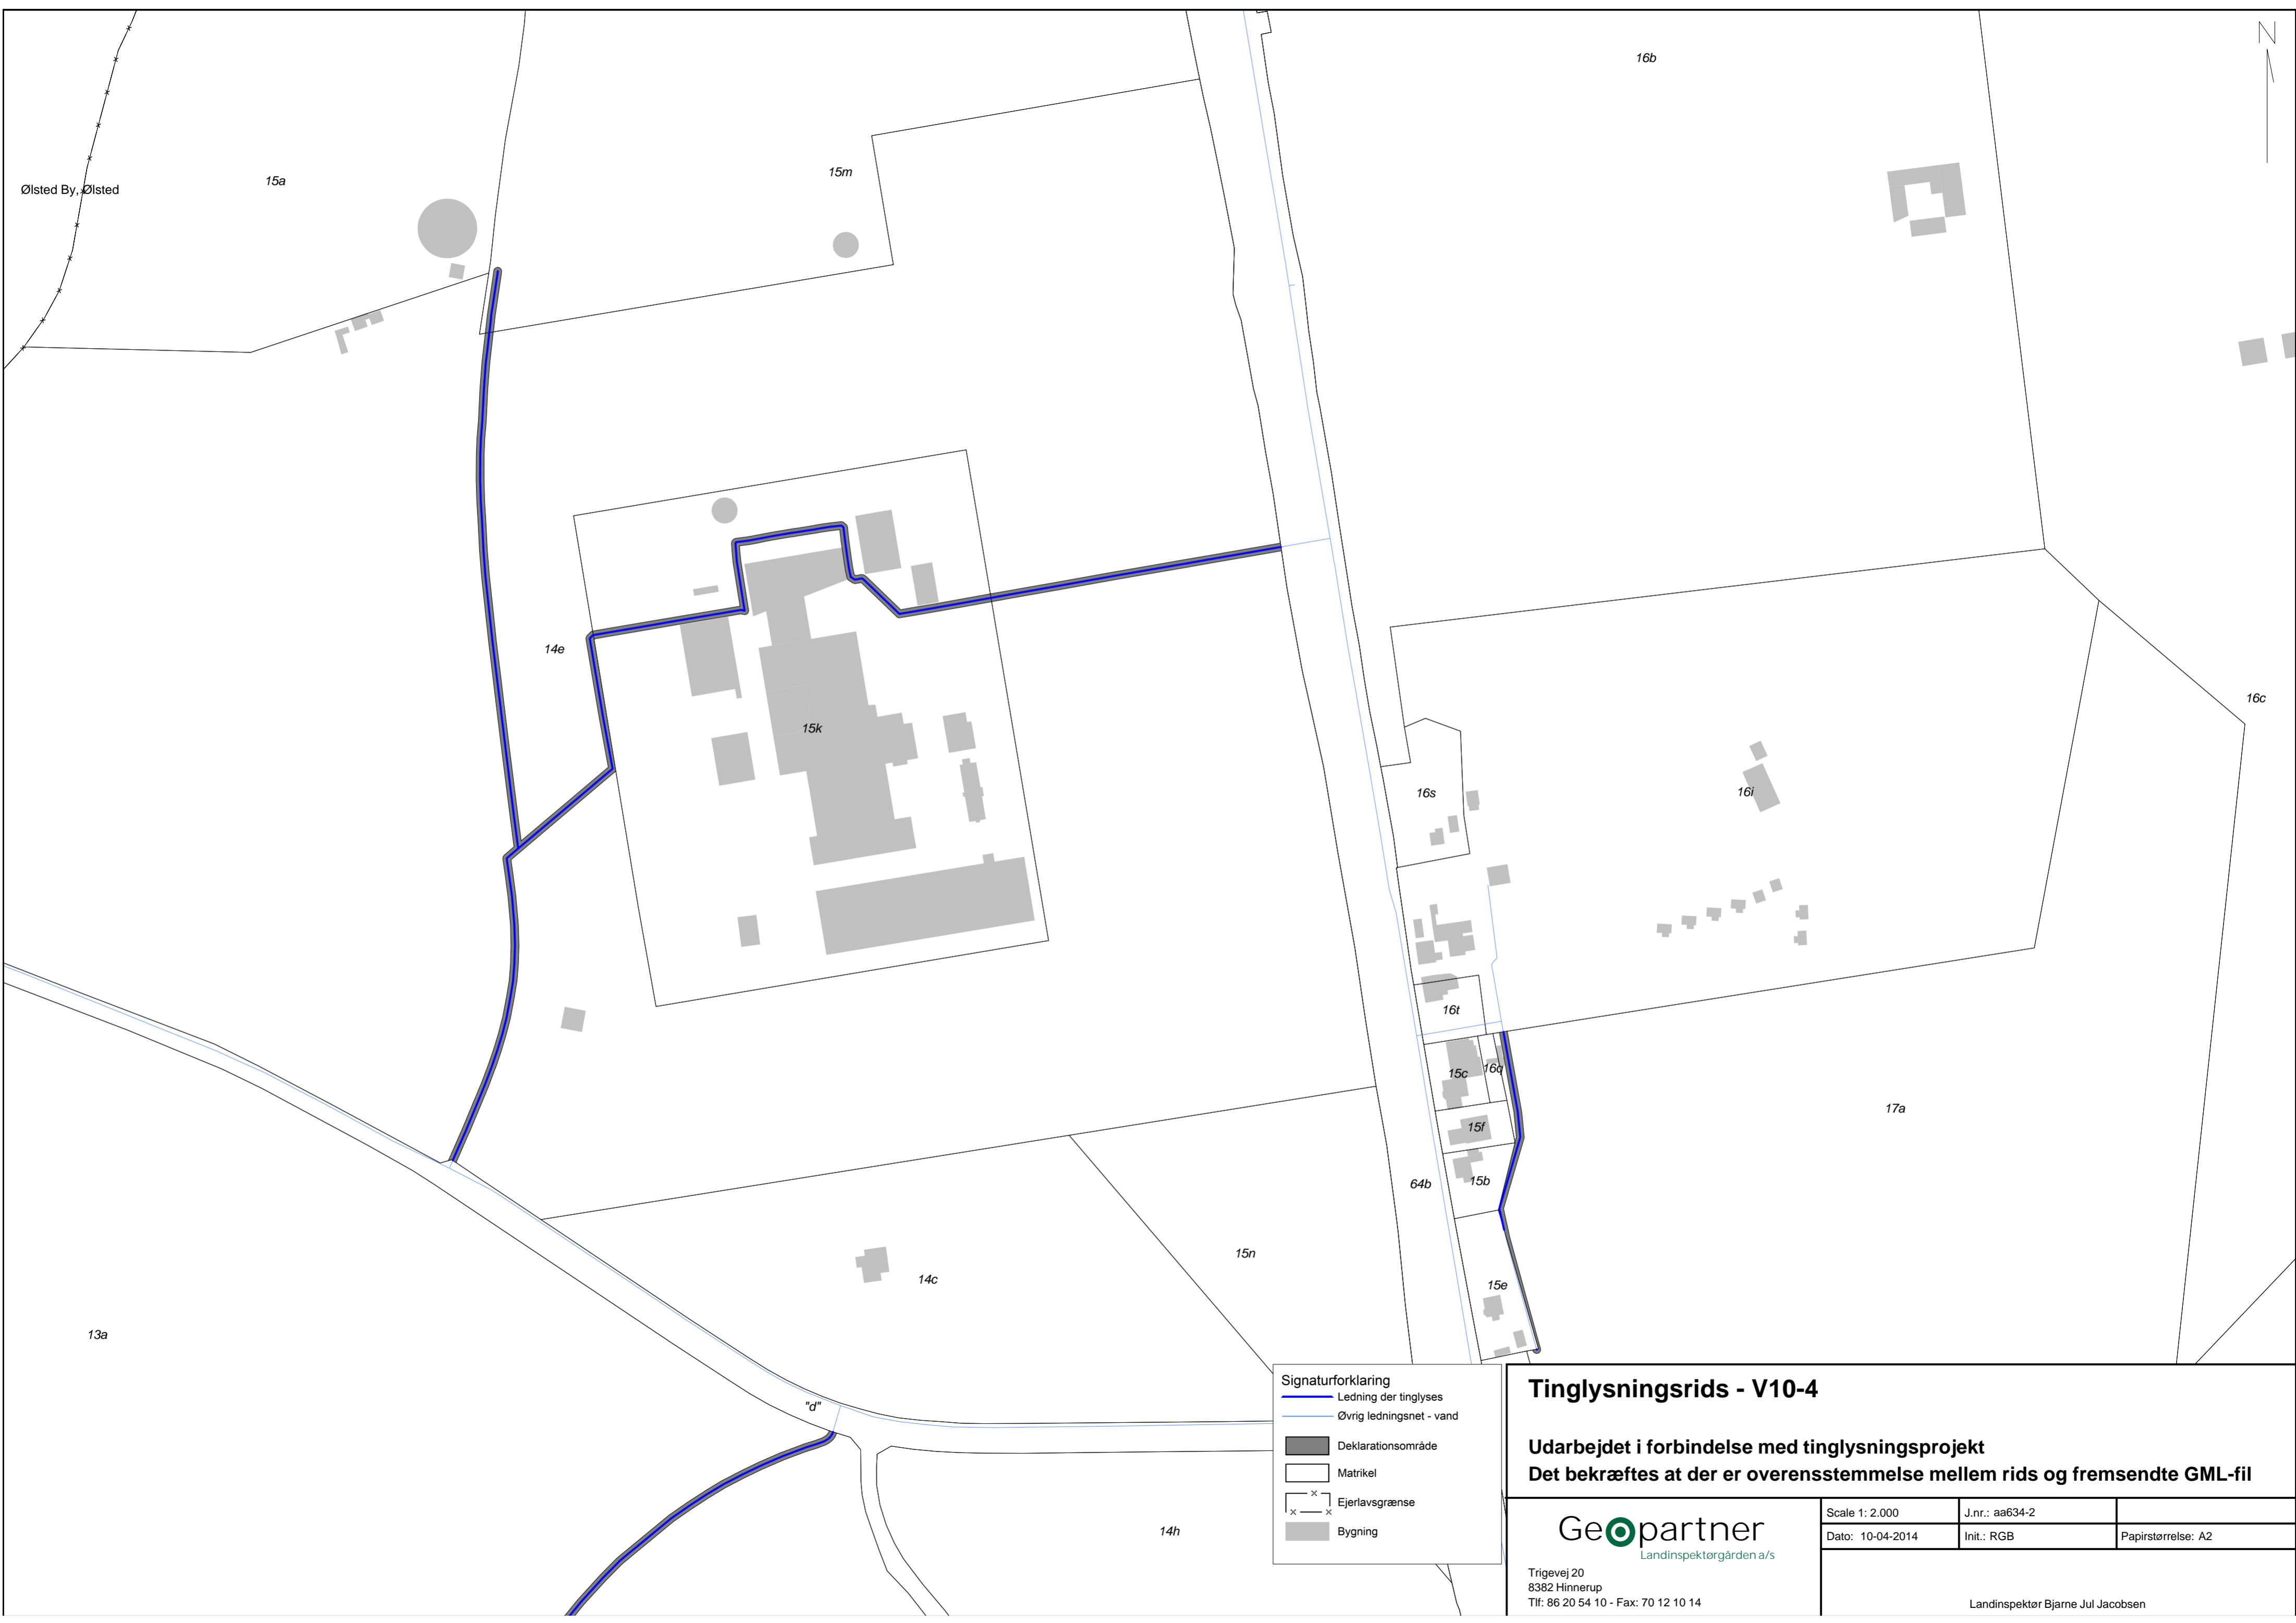 N
16b
15a
15m
Ølsted By, Ølsted
14e
15k
16c
16s
16i
16t
15c
16q
17a
15f
15b
64b
15n
14c
15e
13a
"d"
14h
Signaturforklaring
Ledning der tinglyses
Øvrig ledningsnet - vand
Deklarationsområde
Matrikel
Ejerlavsgrænse
Bygning
Tinglysningsrids - V10-4
Udarbejdet i forbindelse med tinglysningsprojekt
Det bekræftes at der er overensstemmelse mellem rids og fremsendte GML-fil
Geopartner
Landinspektørgården a/s
Trigevej 20
8382 Hinnerup
Tlf: 86 20 54 10 - Fax: 70 12 10 14
Scale 1: 2.000
J.nr.: aa634-2
Dato: 10-04-2014
Init.: RGB
Papirstørrelse: A2
Landinspektør Bjarne Jul Jacobsen